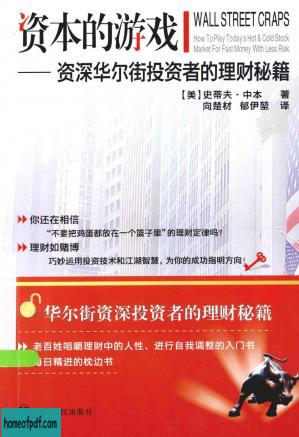 资本的游戏
WALL STREET CRAPS
How To Play Today's Hot & Cold Stock
Market For Fast Money With Less Risk
——资深华尔街投资者的理财秘籍
【美】史蒂夫·中本 著
向楚材 郁伊堃 译
你还在相信
“不要把鸡蛋都放在一个篮子里”的理财定律吗?
理财如赌博
巧妙运用投资技术和江湖智慧,为你的成功指明方向!
华尔街资深投资者的理财秘籍
老百姓咀嚼理财中的人性、进行自我调整的入门书
每日精进的枕边书
民出版社
homeofpdf.com